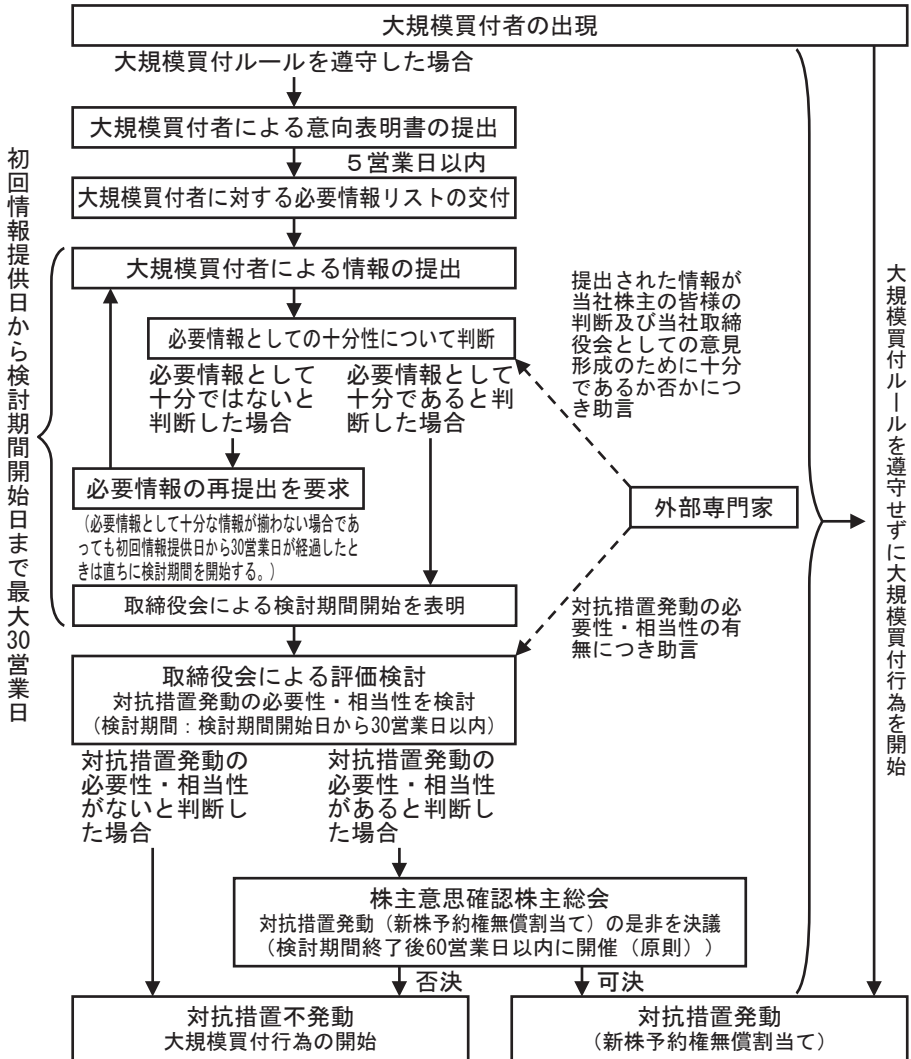 大規模買付者の出現
大規模買付ルールを遵守した場合
大規模買付者による意向表明書の提出
５営業日以内
大規模買付者に対する必要情報リストの交付
大規模買付者による情報の提出
必要情報としての十分性について判断
必要情報として
十分ではないと
判断した場合
必要情報として
十分であると判
断した場合
必要情報の再提出を要求
（必要情報として十分な情報が揃わない場合であ
っても初回情報提供日から30営業日が経過したと
きは直ちに検討期間を開始する。）
取締役会による検討期間開始を表明
初回情報提供日から検討期間開始日まで最大30営業日
提出された情報が
当社株主の皆様の
判断及び当社取締
役会としての意見
形成のために十分
であるか否かにつ
き助言
外部専門家
対抗措置発動の必
要性・相当性の有
無につき助言
取締役会による評価検討
対抗措置発動の必要性・相当性を検討
（検討期間：検討期間開始日から30営業日以内）
対抗措置発動の
必要性・相当性
がないと判断し
た場合
対抗措置発動の
必要性・相当性
があると判断し
た場合
株主意思確認株主総会
対抗措置発動（新株予約権無償割当て）の是非を決議
（検討期間終了後60営業日以内に開催（原則））
否決
可決
対抗措置不発動
大規模買付行為の開始
対抗措置発動
（新株予約権無償割当て）
大規模買付ルールを遵守せずに大規模買付行為を開始